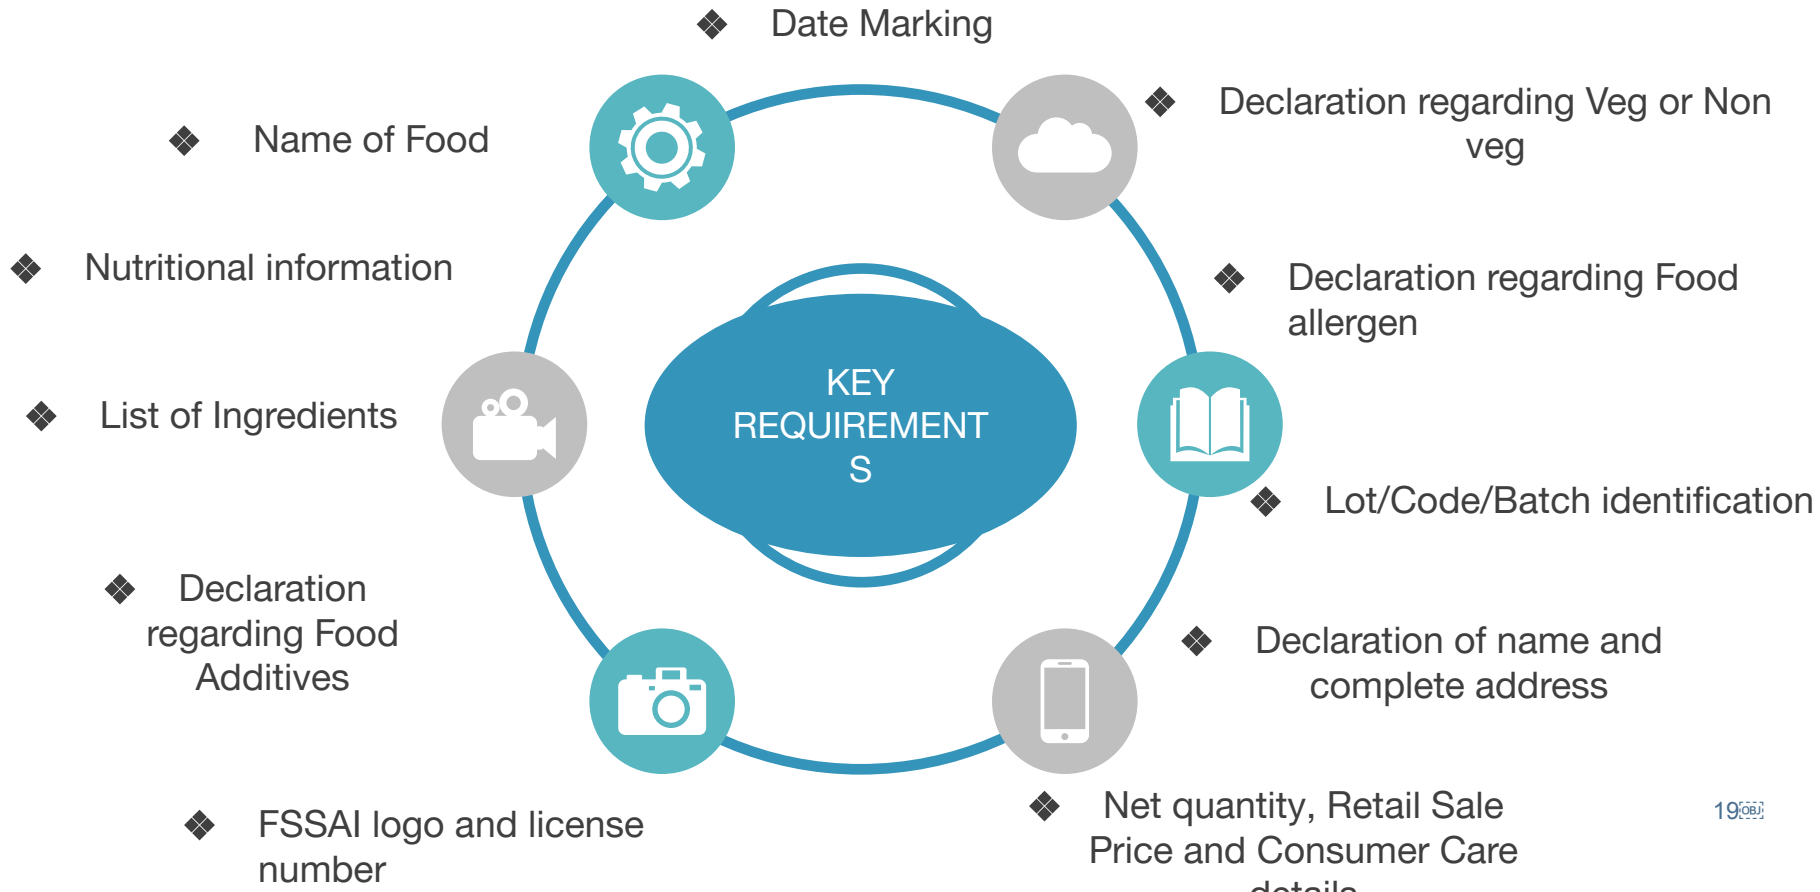 ❖ Date Marking
❖ Declaration regarding Veg or Non
veg
❖ Name of Food
❖ Nutritional information
❖ Declaration regarding Food
allergen
KEY
REQUIREMENT
S
❖ List of Ingredients
❖ Lot/Code/Batch identification
❖ Declaration
regarding Food
Additives
❖ Declaration of name and
complete address
❖ FSSAI logo and license
number
❖ Net quantity, Retail Sale
Price and Consumer Care
details
19